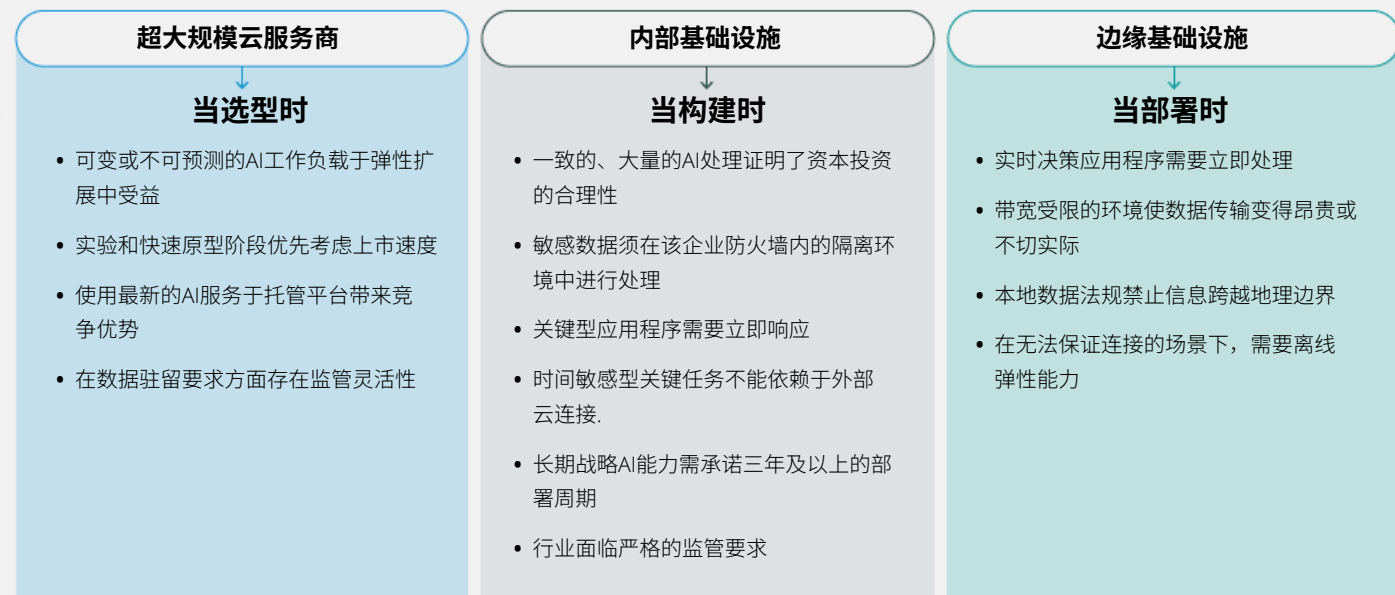 超大规模云服务商
当选型时
• 可变或不可预测的AI工作负载于弹性扩
展中受益
• 实验和快速原型阶段优先考虑上市速度
• 使用最新的AI服务于托管平台带来竞
争优势
• 在数据驻留要求方面存在监管灵活性
内部基础设施
当构建时
• 一致的、大量的AI处理证明了资本投资
的合理性
• 敏感数据须在该企业防火墙内的隔离环
境中进行处理
• 关键型应用程序需要立即响应
• 时间敏感型关键任务不能依赖于外部
云连接.
• 长期战略AI能力需承诺三年及以上的部
署周期
• 行业面临严格的监管要求
边缘基础设施
当部署时
• 实时决策应用程序需要立即处理
• 带宽受限的环境使数据传输变得昂贵或
不切实际
• 本地数据法规禁止信息跨越地理边界
• 在无法保证连接的场景下，需要离线
弹性能力